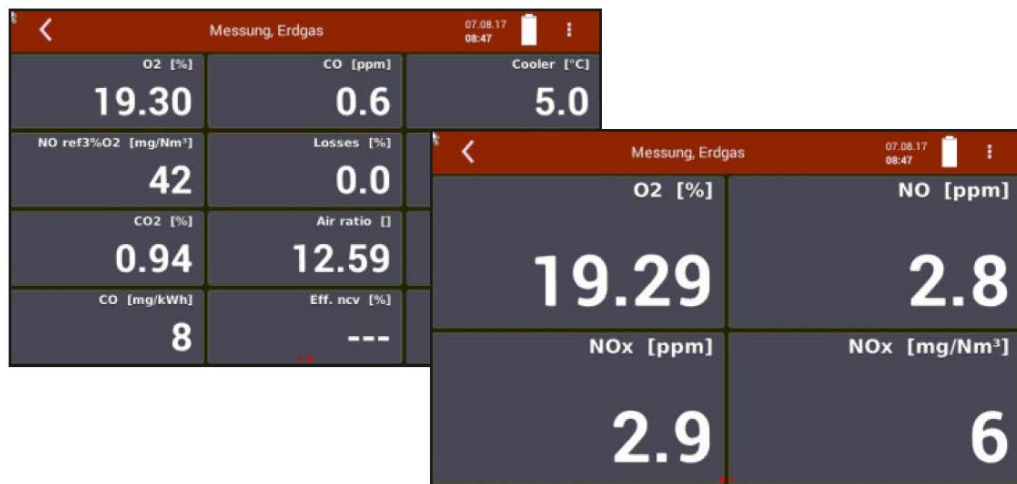 Messung, Erdgas 07.08.17
08:47
O2 [%] CO [ppm] Cooler [°C]
19.30 0.6 5.0
NO ref3%O2 [mg/Nm³] Losses [%]
42 0.0
CO2 [%] Air ratio []
0.94 12.59
CO [mg/kWh] Eff. ncv [%]
8 ---
Messung, Erdgas 07.08.17
08:47
O2 [%] NO [ppm]
19.29 2.8
NOx [ppm] NOx [mg/Nm³]
2.9 6